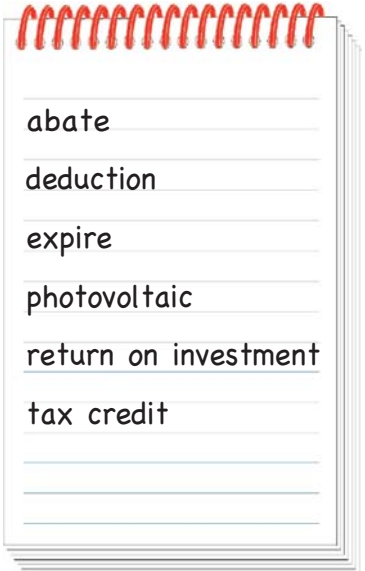 abate
deduction
expire
photovoltaic
return on investment
tax credit